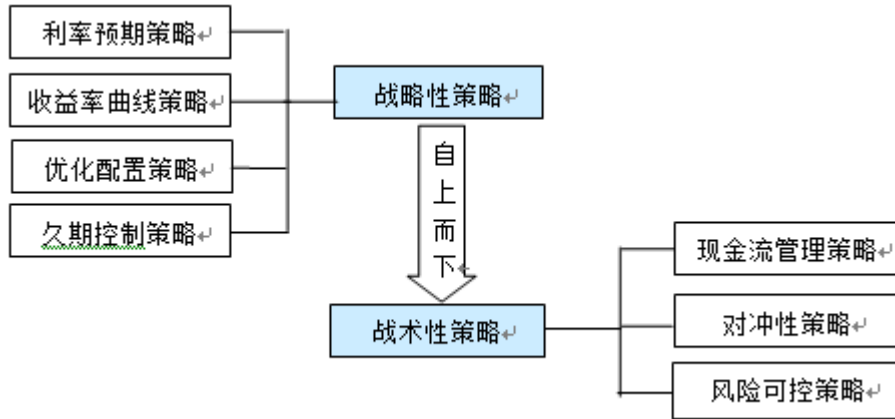 利率预期策略
收益率曲线策略
优化配置策略
久期控制策略
战略性策略
自上而下
战术性策略
现金流管理策略
对冲性策略
风险可控策略